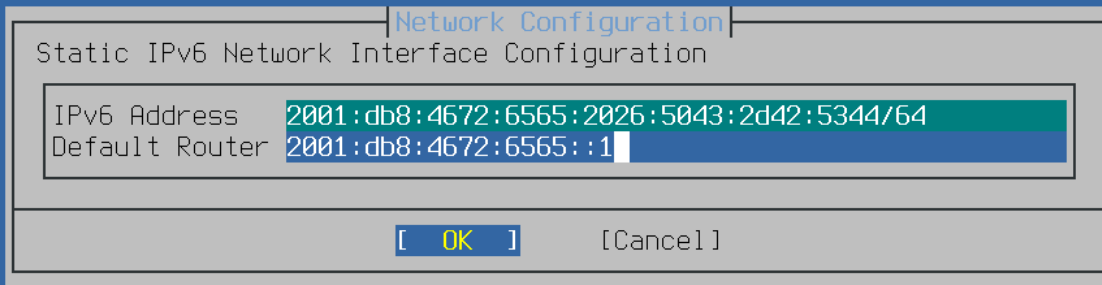 Network Configuration
Static IPv6 Network Interface Configuration
IPv6 Address 2001:db8:4672:6565:2026:5043:2d42:5344/64
Default Router 2001:db8:4672:6565::1
[ OK ] [Cancel]